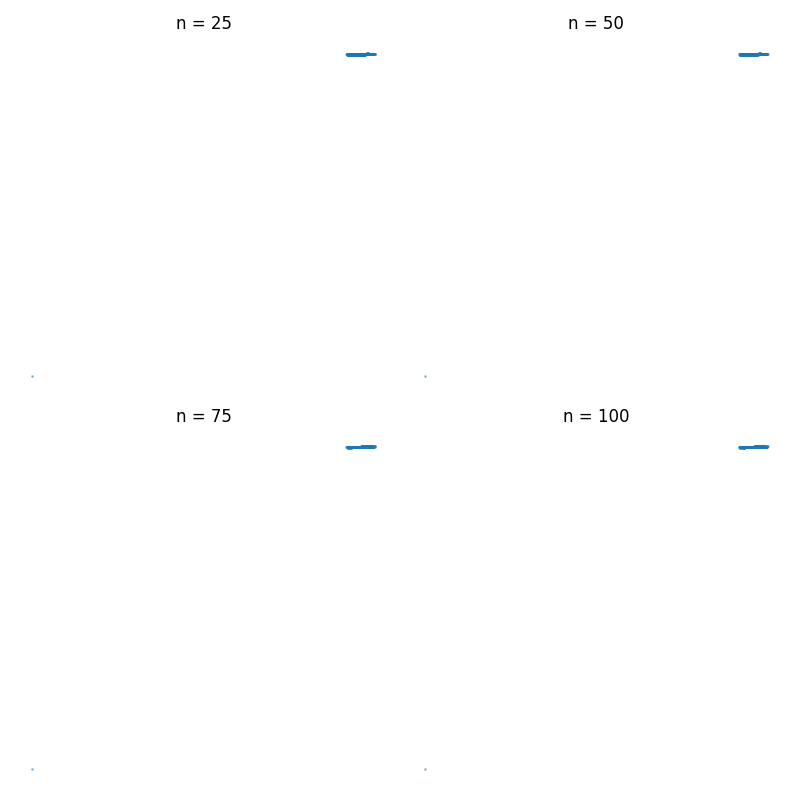 n = 25
n = 50
n = 75
n = 100